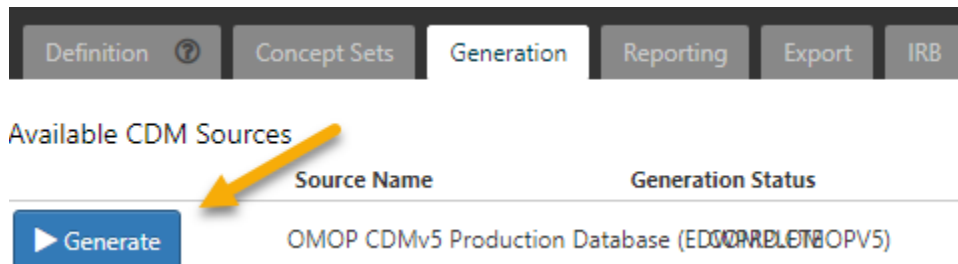 Definition ? Concept Sets Generation Reporting Export IRB
Available CDM Sources
Source Name Generation Status
Generate OMOP CDMv5 Production Database OMOPV5)